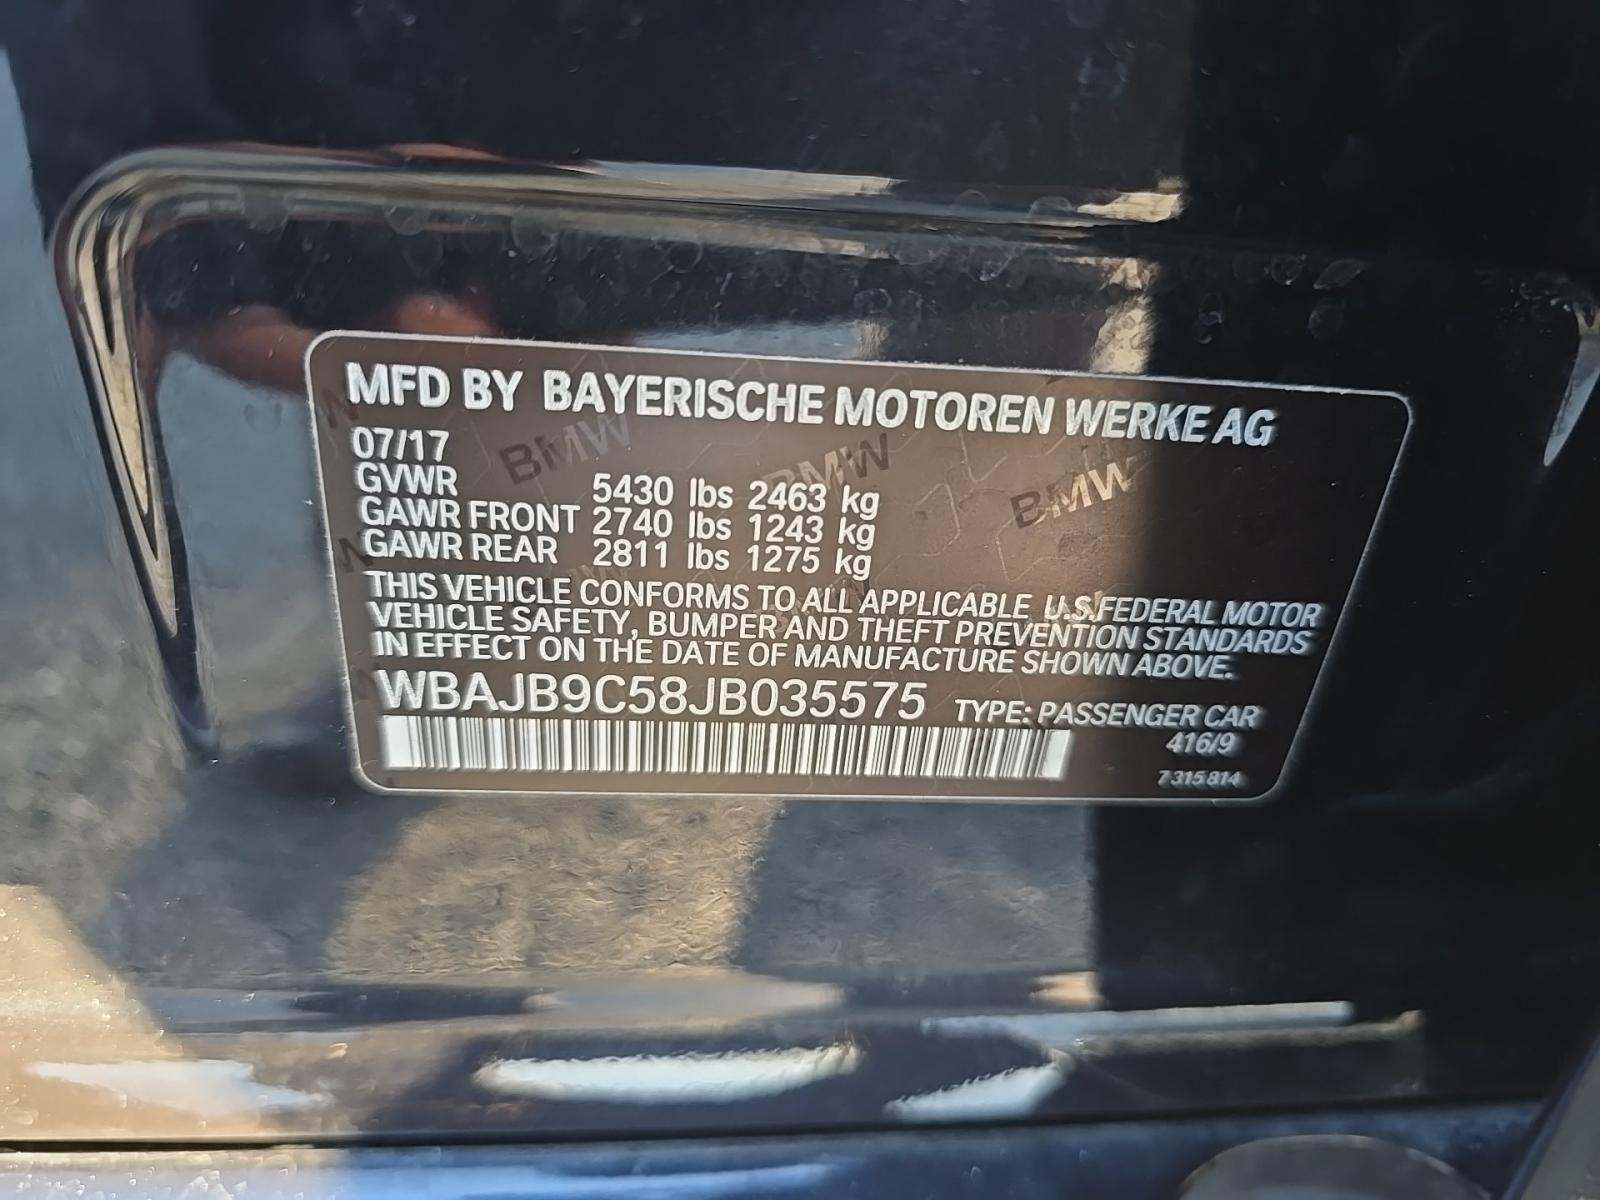 MFD BY BAYERISCHE MOTOREN WERKE AG
07/17
GVWR 5430 lbs 2463 kg
GAWR FRONT 2740 lbs 1243 kg
GAWR REAR 2811 lbs 1275 kg
THIS VEHICLE CONFORMS TO ALL APPLICABLE U.S.FEDERAL MOTOR
VEHICLE SAFETY, BUMPER AND THEFT PREVENTION STANDARDS
IN EFFECT ON THE DATE OF MANUFACTURE SHOWN ABOVE.
WBAJB9C58JB035575 TYPE: PASSENGER CAR
416/9
7 315 814
BMW
BMW
BMW